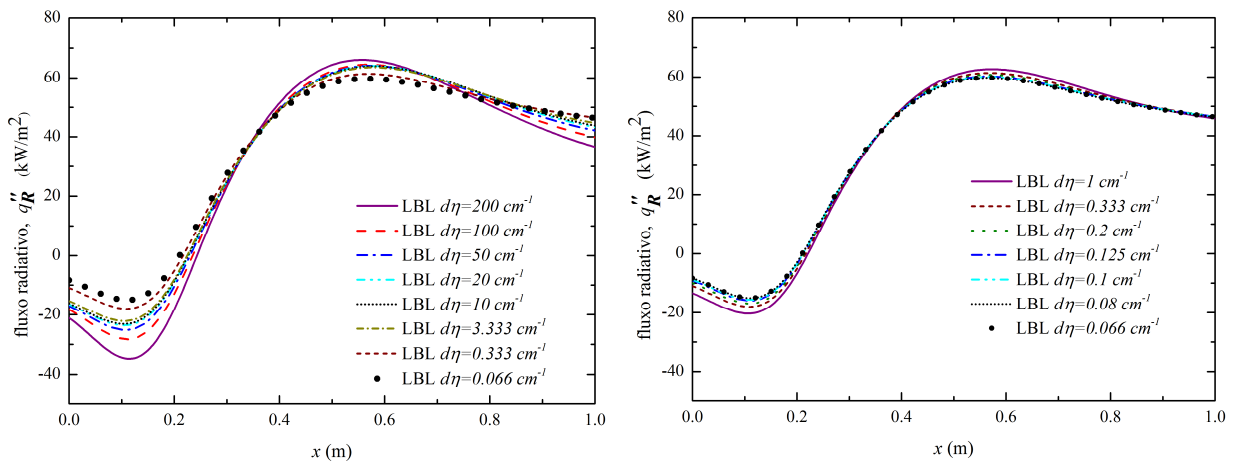 80
60
40
20
0
-20
-40
fluxo radiativo, q''R (kW/m2)
LBL dη=200 cm-1
LBL dη=100 cm-1
LBL dη=50 cm-1
LBL dη=20 cm-1
LBL dη=10 cm-1
LBL dη=3.333 cm-1
LBL dη=0.333 cm-1
LBL dη=0.066 cm-1
0.0 0.2 0.4 0.6 0.8 1.0
x (m)
80
60
40
20
0
-20
-40
fluxo radiativo, q''R (kW/m2)
LBL dη=1 cm-1
LBL dη=0.333 cm-1
LBL dη=0.2 cm-1
LBL dη=0.125 cm-1
LBL dη=0.1 cm-1
LBL dη=0.08 cm-1
LBL dη=0.066 cm-1
0.0 0.2 0.4 0.6 0.8 1.0
x (m)